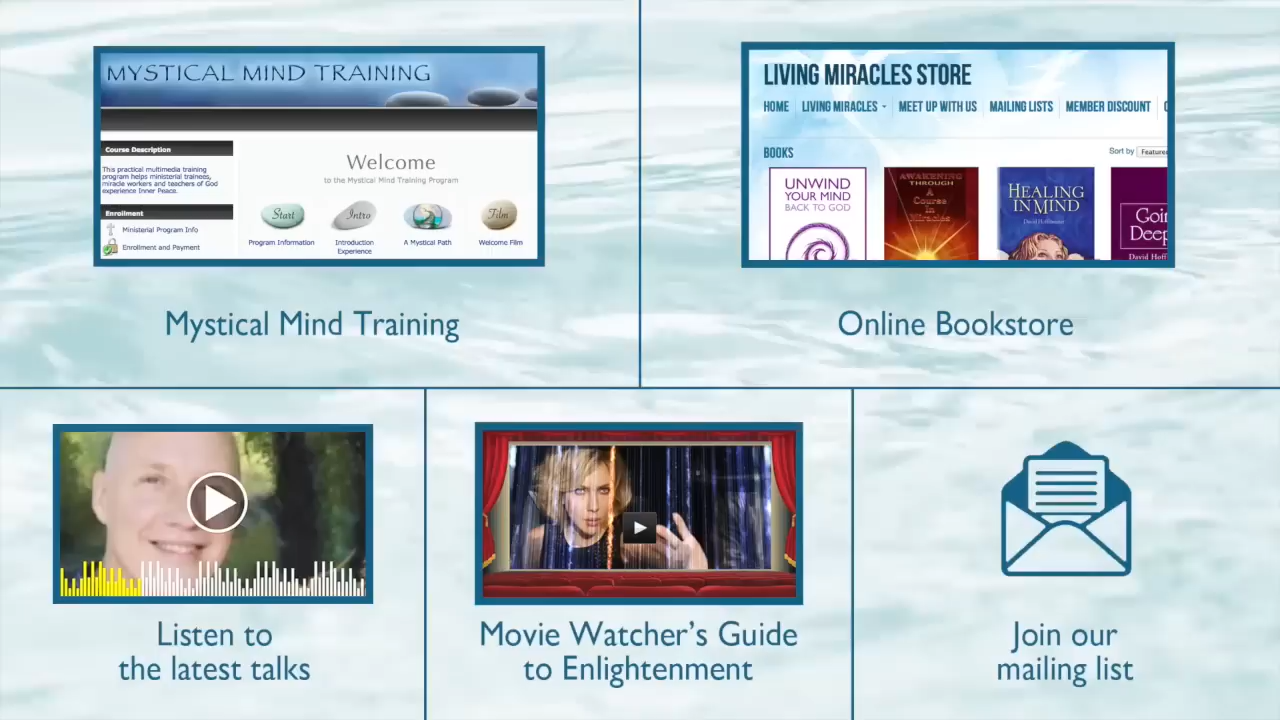 MYSTICAL MIND TRAINING
Course Description
This practical multimedia training
program helps ministerial trainees,
miracle workers and teachers of God
experience Inner Peace.
Enrollment
Ministerial Program Info
Enrollment and Payment
Welcome
to the Mystical Mind Training Program
Start
Intro
Film
Program Information
Introduction
Experience
A Mystical Path
Welcome Film
Mystical Mind Training
LIVING MIRACLES STORE
HOME LIVING MIRACLES MEET UP WITH US MAILING LISTS MEMBER DISCOUNT
BOOKS
Sort by
UNWIND
YOUR MIND
BACK TO GOD
AWAKENING
THROUGH
A
Course
In
Miracles
HEALING
IN MIND
David Hoffmeister
Goi
Deep
David Hoff
Online Bookstore
Listen to
the latest talks
Movie Watcher's Guide
to Enlightenment
Join our
mailing list